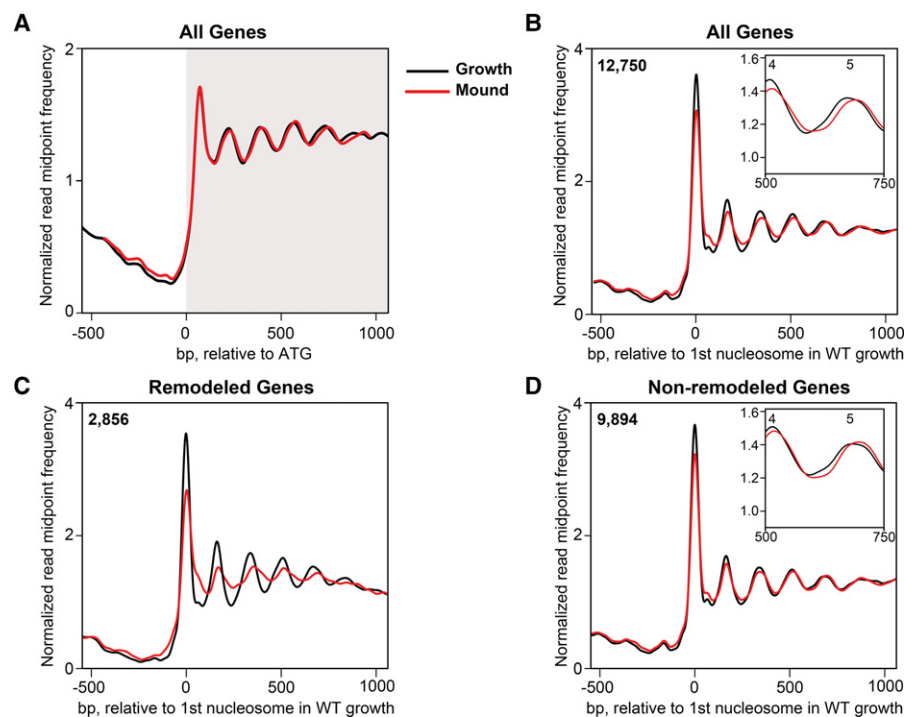 A
All Genes
Normalized read midpoint frequency
2
1
0
-500
0
500
1000
bp, relative to ATG
Growth
Mound
B
All Genes
12,750
Normalized read midpoint frequency
4
2
0
-500
0
500
1000
bp, relative to 1st nucleosome in WT growth
1.6
1.4
1.2
1.0
4
5
500
750
C
Remodeled Genes
2,856
Normalized read midpoint frequency
4
2
0
-500
0
500
1000
bp, relative to 1st nucleosome in WT growth
D
Non-remodeled Genes
9,894
Normalized read midpoint frequency
4
2
0
-500
0
500
1000
bp, relative to 1st nucleosome in WT growth
1.6
1.4
1.2
1.0
4
5
500
750